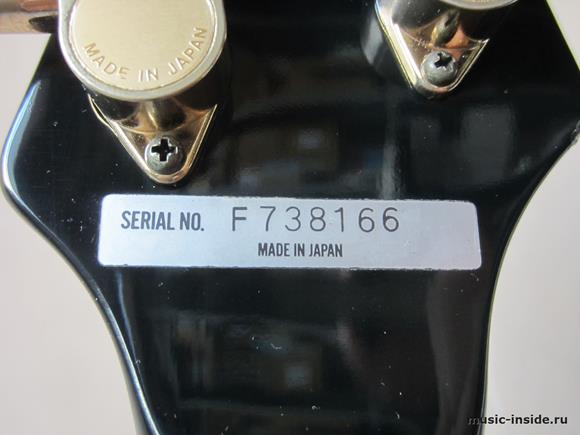 MADE IN JAPAN
SERIAL NO. F738166
MADE IN JAPAN
music-inside.ru